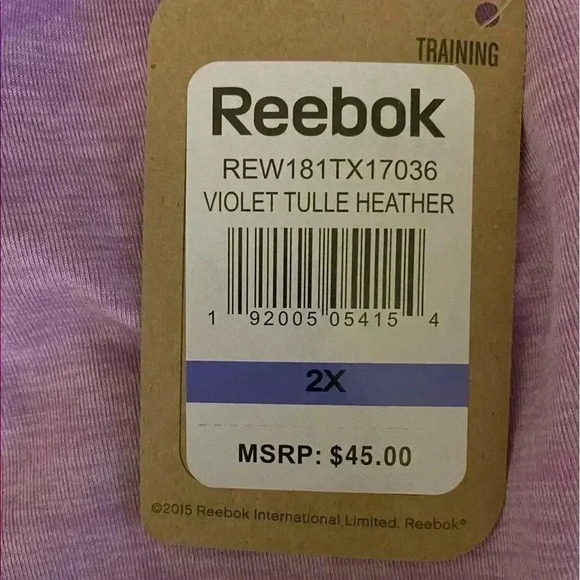 TRAINING
Reebok
REW181TX17036
VIOLET TULLE HEATHER
1 92005 05415 4
2X
MSRP: $45.00
©2015 Reebok International Limited. Reebok®